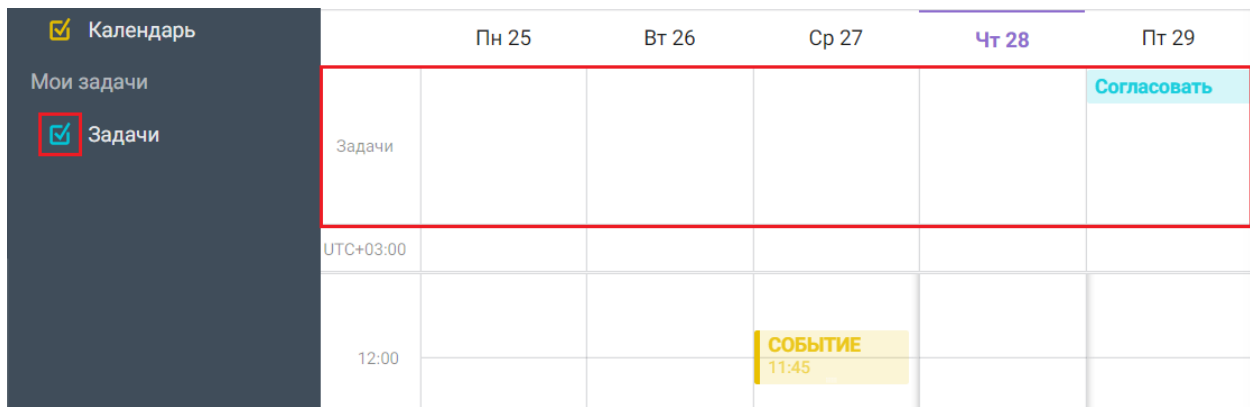 Календарь
Мои задачи
Задачи
Пн 25 Вт 26 Ср 27 Чт 28 Пт 29
Согласовать
Задачи
UTC+03:00
СОБЫТИЕ
12:00
11:45